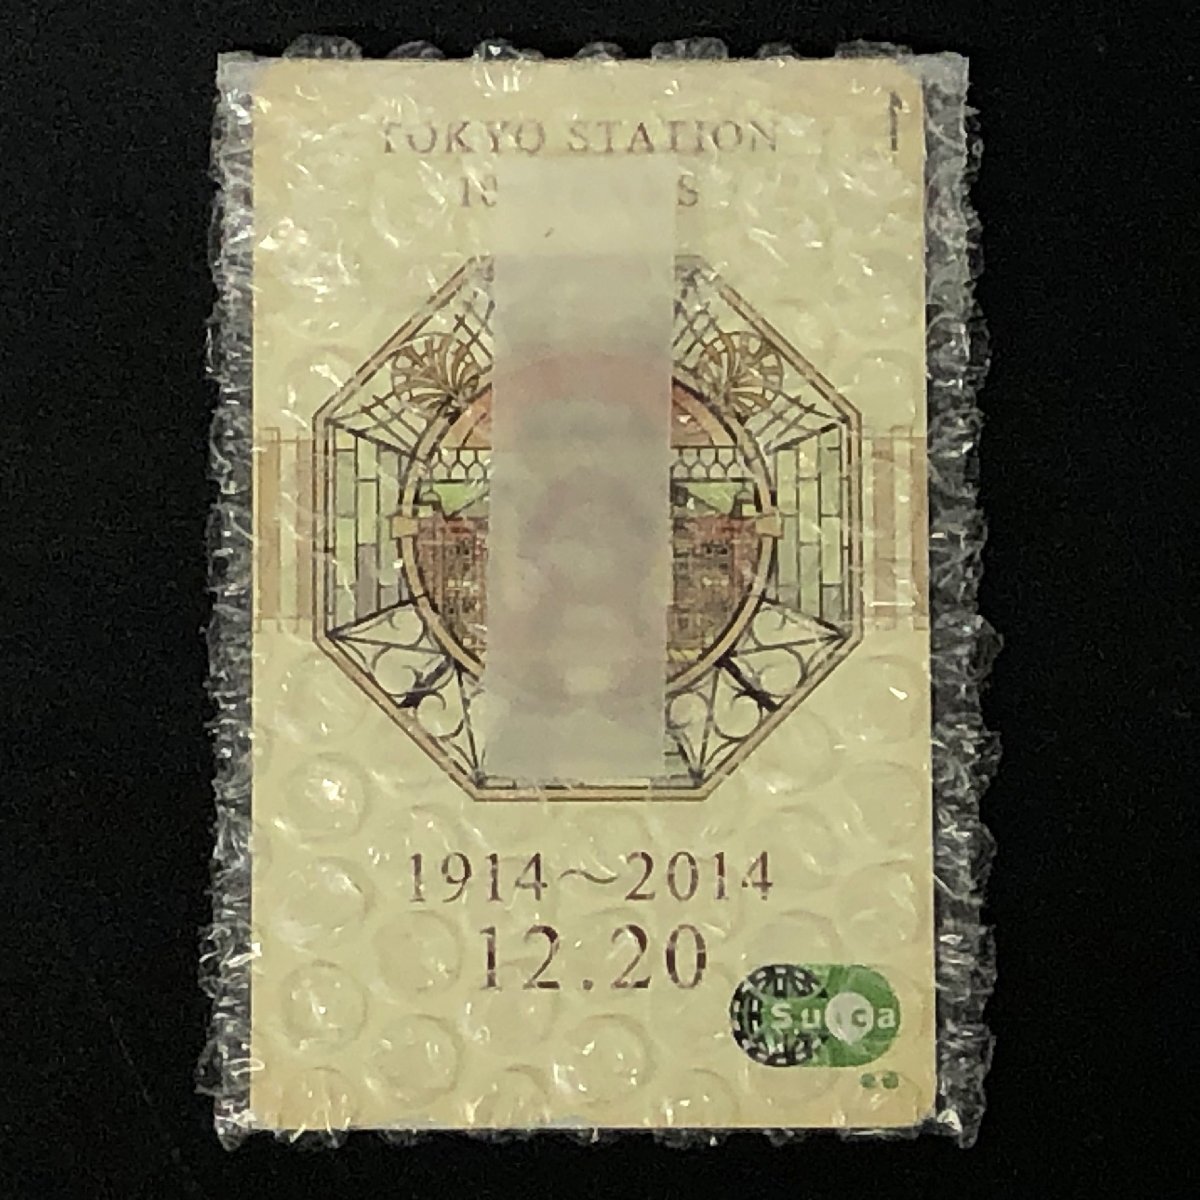 TOKYO STATION
1914～2014
12.20
Suica